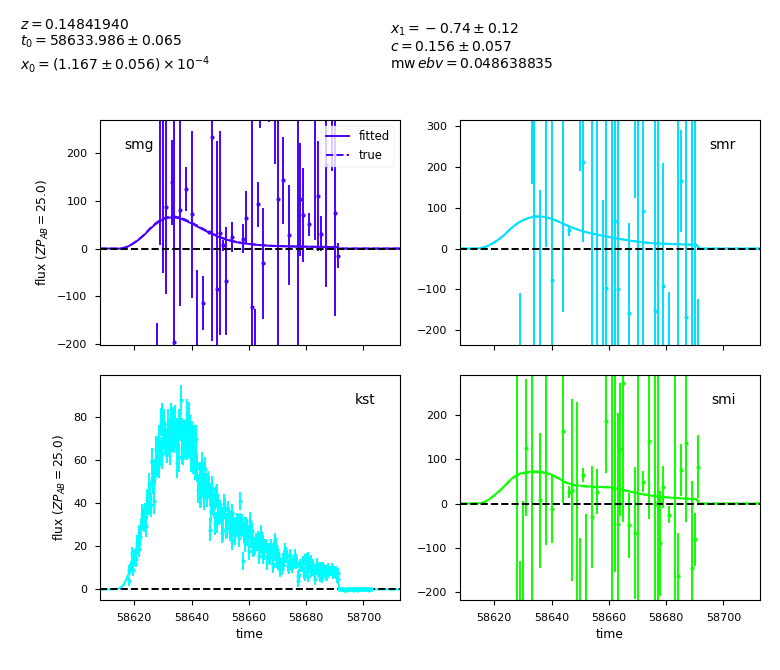 z = 0.14841940
t₀ = 58633.986 ± 0.065
x₀ = (1.167 ± 0.056) × 10⁻⁴
x₁ = −0.74 ± 0.12
c = 0.156 ± 0.057
mw ebv = 0.048638835
smg
fitted
true
200
100
0
−100
−200
flux (ZP_AB = 25.0)
smr
300
200
100
0
−100
−200
kst
80
60
40
20
0
flux (ZP_AB = 25.0)
58620 58640 58660 58680 58700
time
smi
200
100
0
−100
−200
58620 58640 58660 58680 58700
time